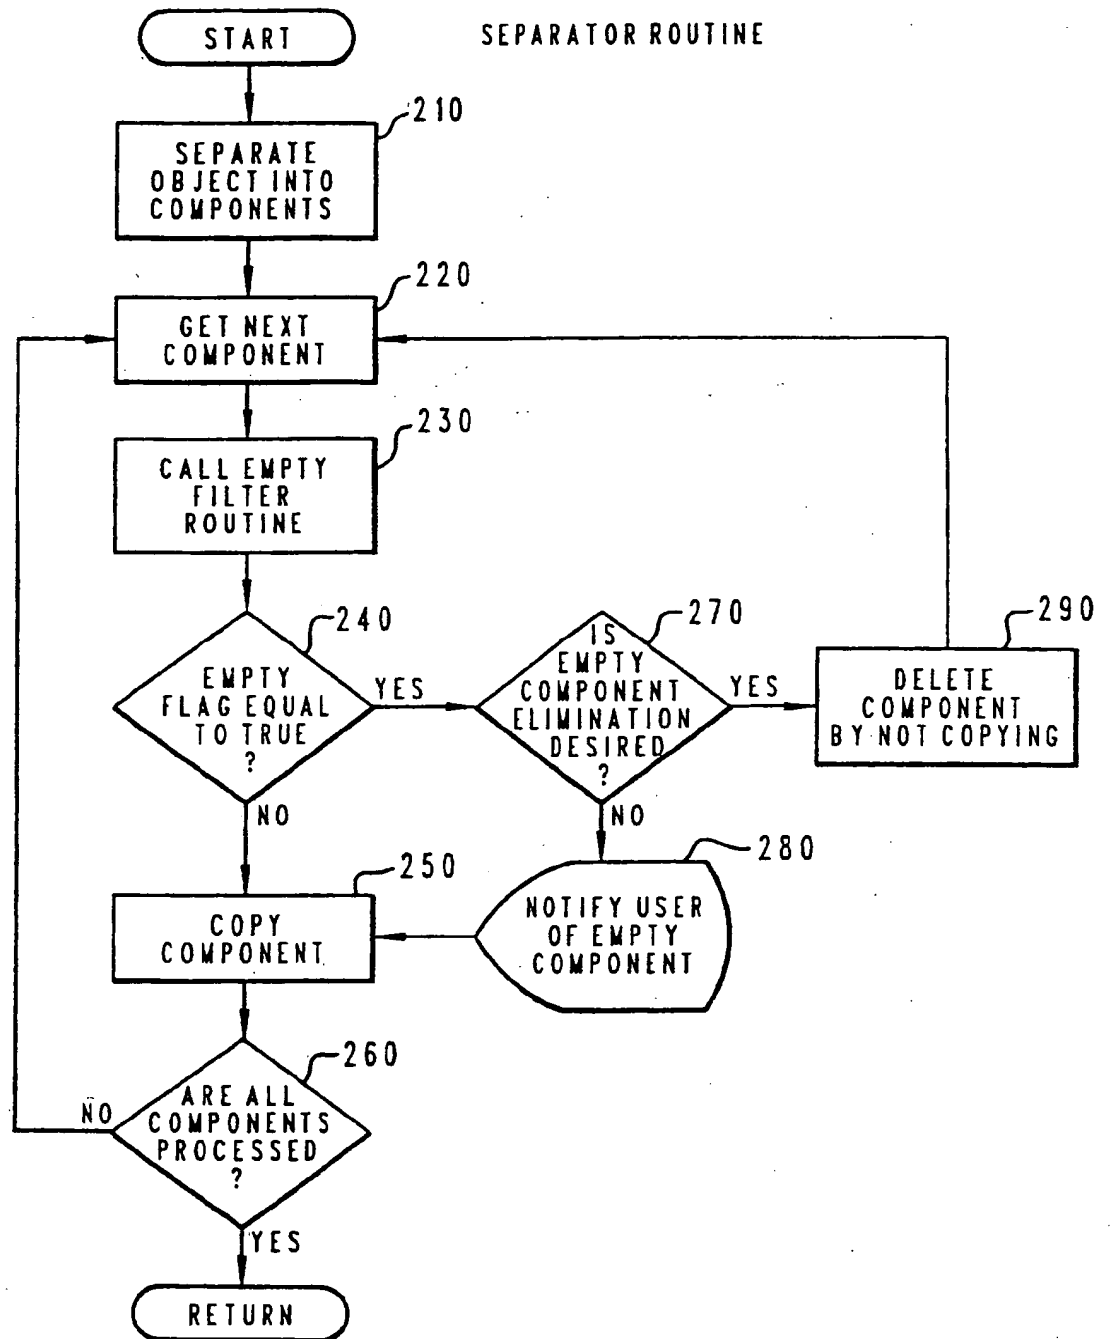 START
SEPARATOR ROUTINE
210
SEPARATE
OBJECT INTO
COMPONENTS
220
GET NEXT
COMPONENT
230
CALL EMPTY
FILTER
ROUTINE
240
EMPTY
FLAG EQUAL
TO TRUE
?
YES
NO
270
IS
EMPTY
COMPONENT
ELIMINATION
DESIRED
?
YES
NO
290
DELETE
COMPONENT
BY NOT COPYING
280
NOTIFY USER
OF EMPTY
COMPONENT
250
COPY
COMPONENT
260
ARE ALL
COMPONENTS
PROCESSED
?
NO
YES
RETURN